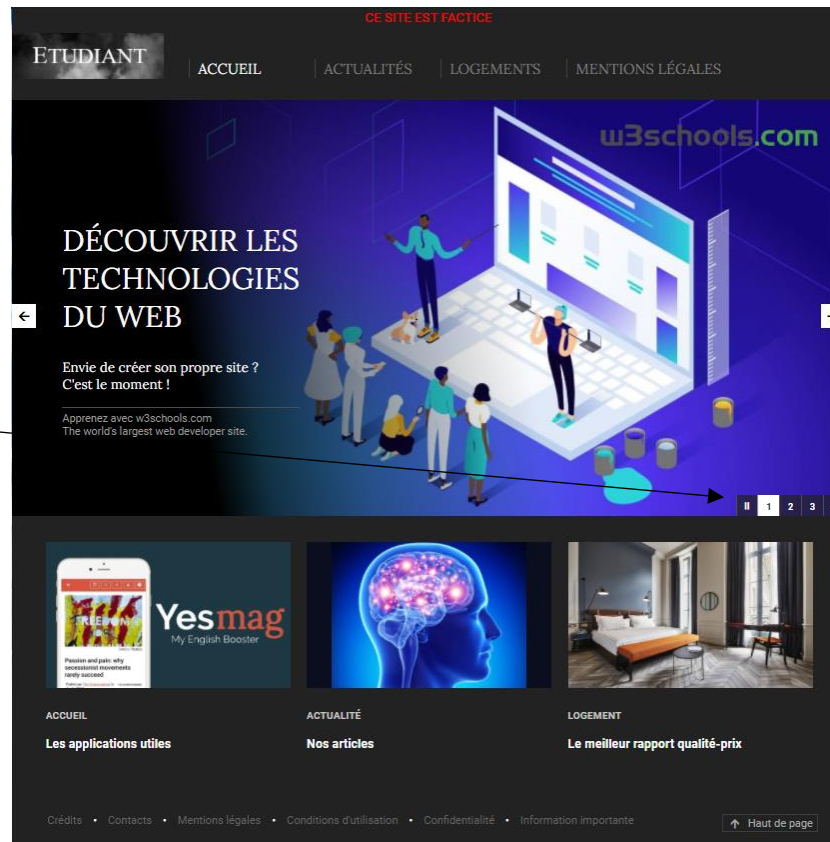 CE SITE EST FACTICE
ETUDIANT
ACCUEIL
ACTUALITÉS
LOGEMENTS
MENTIONS LÉGALES
w3schools.com
DÉCOUVRIR LES
TECHNOLOGIES
DU WEB
Envie de créer son propre site ?
C'est le moment !
Apprenez avec w3schools.com
The world's largest web developer site.
1 2 3
FREEDOM
Passion and pain: why
secessionist movements
rarely succeed
Yesmag
My English Booster
ACCUEIL
Les applications utiles
ACTUALITÉ
Nos articles
LOGEMENT
Le meilleur rapport qualité-prix
Crédits • Contacts • Mentions légales • Conditions d'utilisation • Confidentialité • Information importante
Haut de page